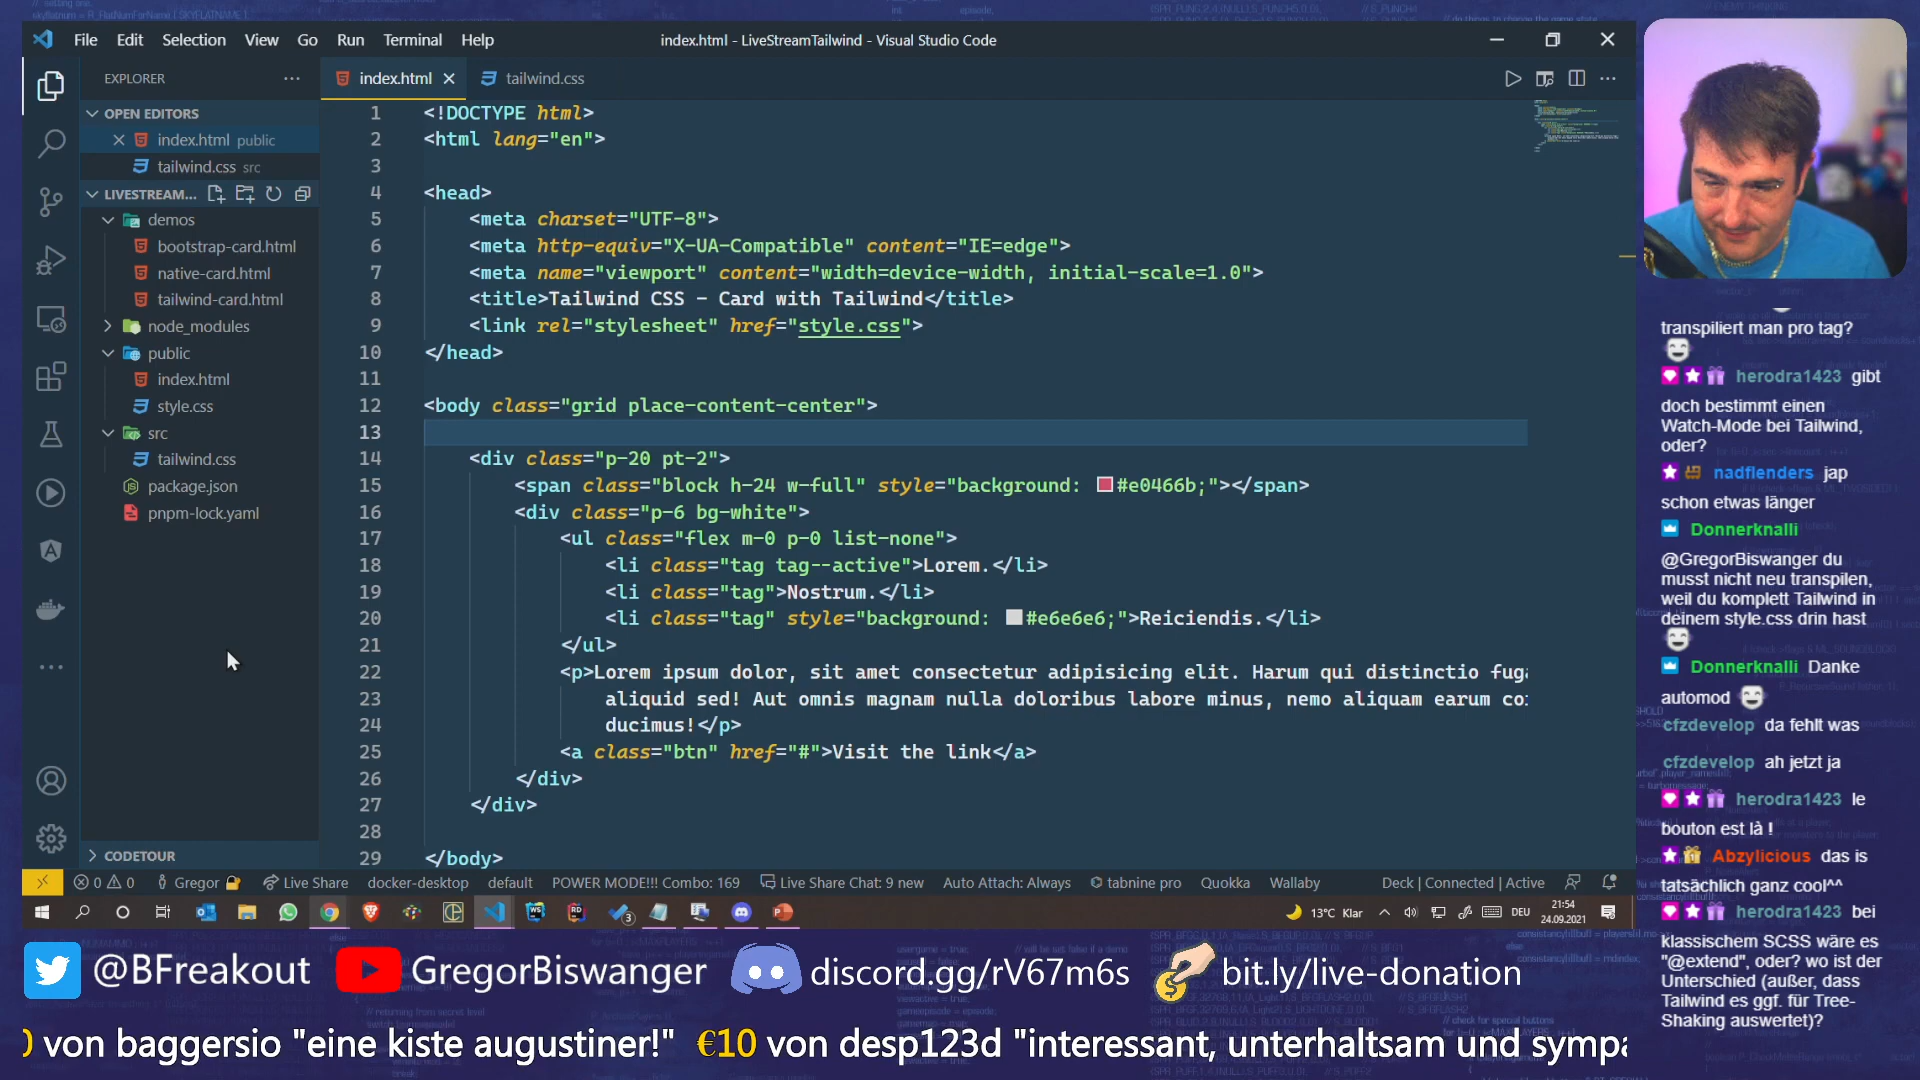 File Edit Selection View Go Run Terminal Help
index.html - LiveStreamTailwind - Visual Studio Code
EXPLORER
OPEN EDITORS
index.html public
tailwind.css src
LIVESTREAM...
demos
bootstrap-card.html
native-card.html
tailwind-card.html
node_modules
public
index.html
style.css
src
tailwind.css
package.json
pnpm-lock.yaml
CODETOUR
index.html
tailwind.css
1 <!DOCTYPE html>
2 <html lang="en">
3
4 <head>
5 <meta charset="UTF-8">
6 <meta http-equiv="X-UA-Compatible" content="IE=edge">
7 <meta name="viewport" content="width=device-width, initial-scale=1.0">
8 <title>Tailwind CSS - Card with Tailwind</title>
9 <link rel="stylesheet" href="style.css">
10 </head>
11
12 <body class="grid place-content-center">
13
14 <div class="p-20 pt-2">
15 <span class="block h-24 w-full" style="background: #e0466b;"></span>
16 <div class="p-6 bg-white">
17 <ul class="flex m-0 p-0 list-none">
18 <li class="tag tag--active">Lorem.</li>
19 <li class="tag">Nostrum.</li>
20 <li class="tag" style="background: #e6e6e6;">Reiciendis.</li>
21 </ul>
22 <p>Lorem ipsum dolor, sit amet consectetur adipisicing elit. Harum qui distinctio fuga
23 aliquid sed! Aut omnis magnam nulla doloribus labore minus, nemo aliquam earum co
24 ducimus!</p>
25 <a class="btn" href="#">Visit the link</a>
26 </div>
27 </div>
28
29 </body>
0 0 Gregor Live Share docker-desktop default POWER MODE!!! Combo: 169 Live Share Chat: 9 new Auto Attach: Always tabnine pro Quokka Wallaby Deck | Connected | Active
3
13°C Klar
DEU
21:54
24.09.2021
transpiliert man pro tag?
herodra1423 gibt
doch bestimmt einen
Watch-Mode bei Tailwind,
oder?
nadflenders jap
schon etwas länger
Donnerknalli
@GregorBiswanger du
musst nicht neu transpilen,
weil du komplett Tailwind in
deinem style.css drin hast
Donnerknalli Danke
automod
cfzdevelop da fehlt was
cfzdevelop ah jetzt ja
herodra1423 le
bouton est là !
Abzylicious das is
tatsächlich ganz cool^^
herodra1423 bei
klassischem SCSS wäre es
"@extend", oder? wo ist der
Unterschied (außer, dass
Tailwind es ggf. für Tree-
Shaking auswertet)?
@BFreakout GregorBiswanger discord.gg/rV67m6s bit.ly/live-donation
von baggersio "eine kiste augustiner!" €10 von desp123d "interessant, unterhaltsam und sympa